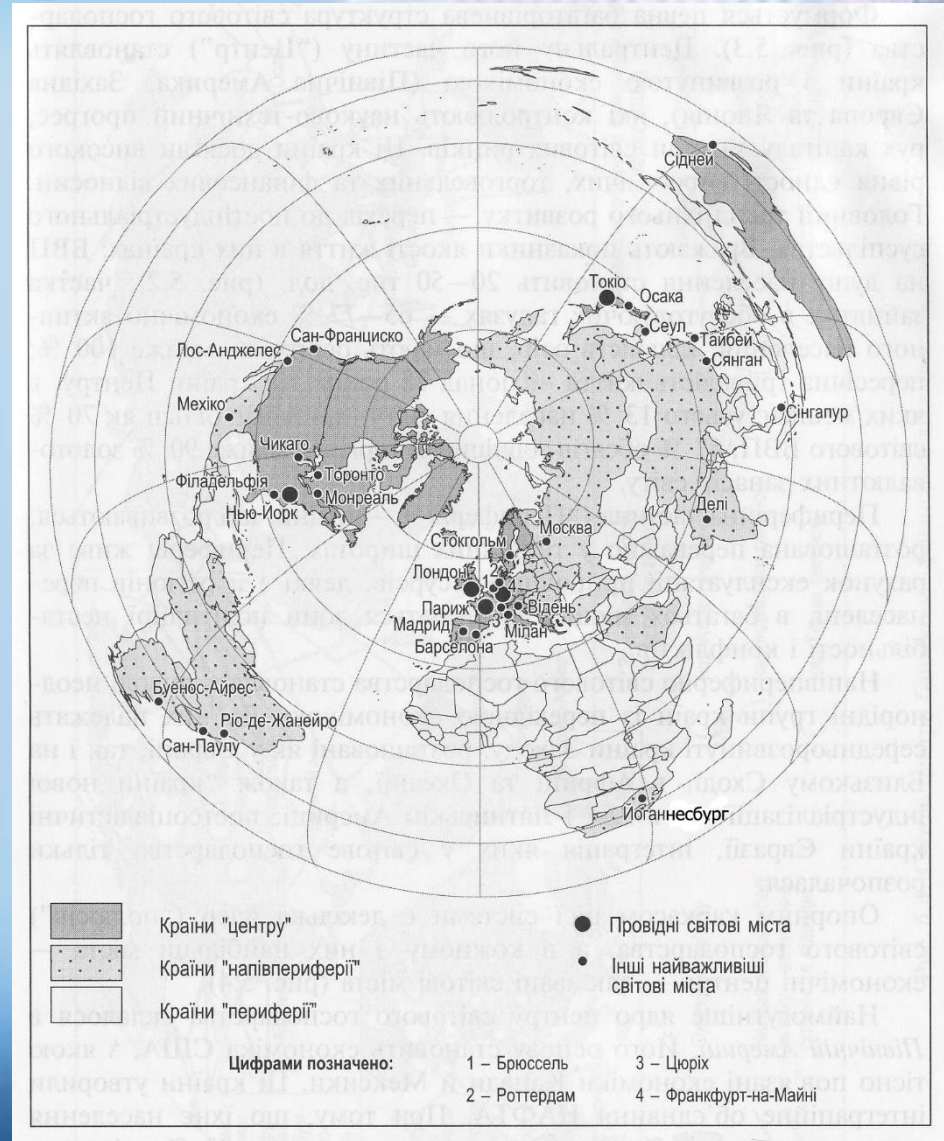 Сідней
Токіо
Осака
Сеул
Тайбей
Сянган
Сінгапур
Сан-Франциско
Лос-Анджелес
Мехіко
Чикаго
Торонто
Філадельфія
Монреаль
Нью-Йорк
Делі
Москва
Стокгольм
Лондон
2
1
Париж
Відень
3
Мадрид
Мілан
Барселона
Буенос-Айрес
Ріо-де-Жанейро
Сан-Паулу
Йоганнесбург
Країни "центру"
Країни "напівпериферії"
Країни "периферії"
Провідні світові міста
Інші найважливіші
світові міста
Цифрами позначено:
1 – Брюссель
2 – Роттердам
3 – Цюріх
4 – Франкфурт-на-Майні